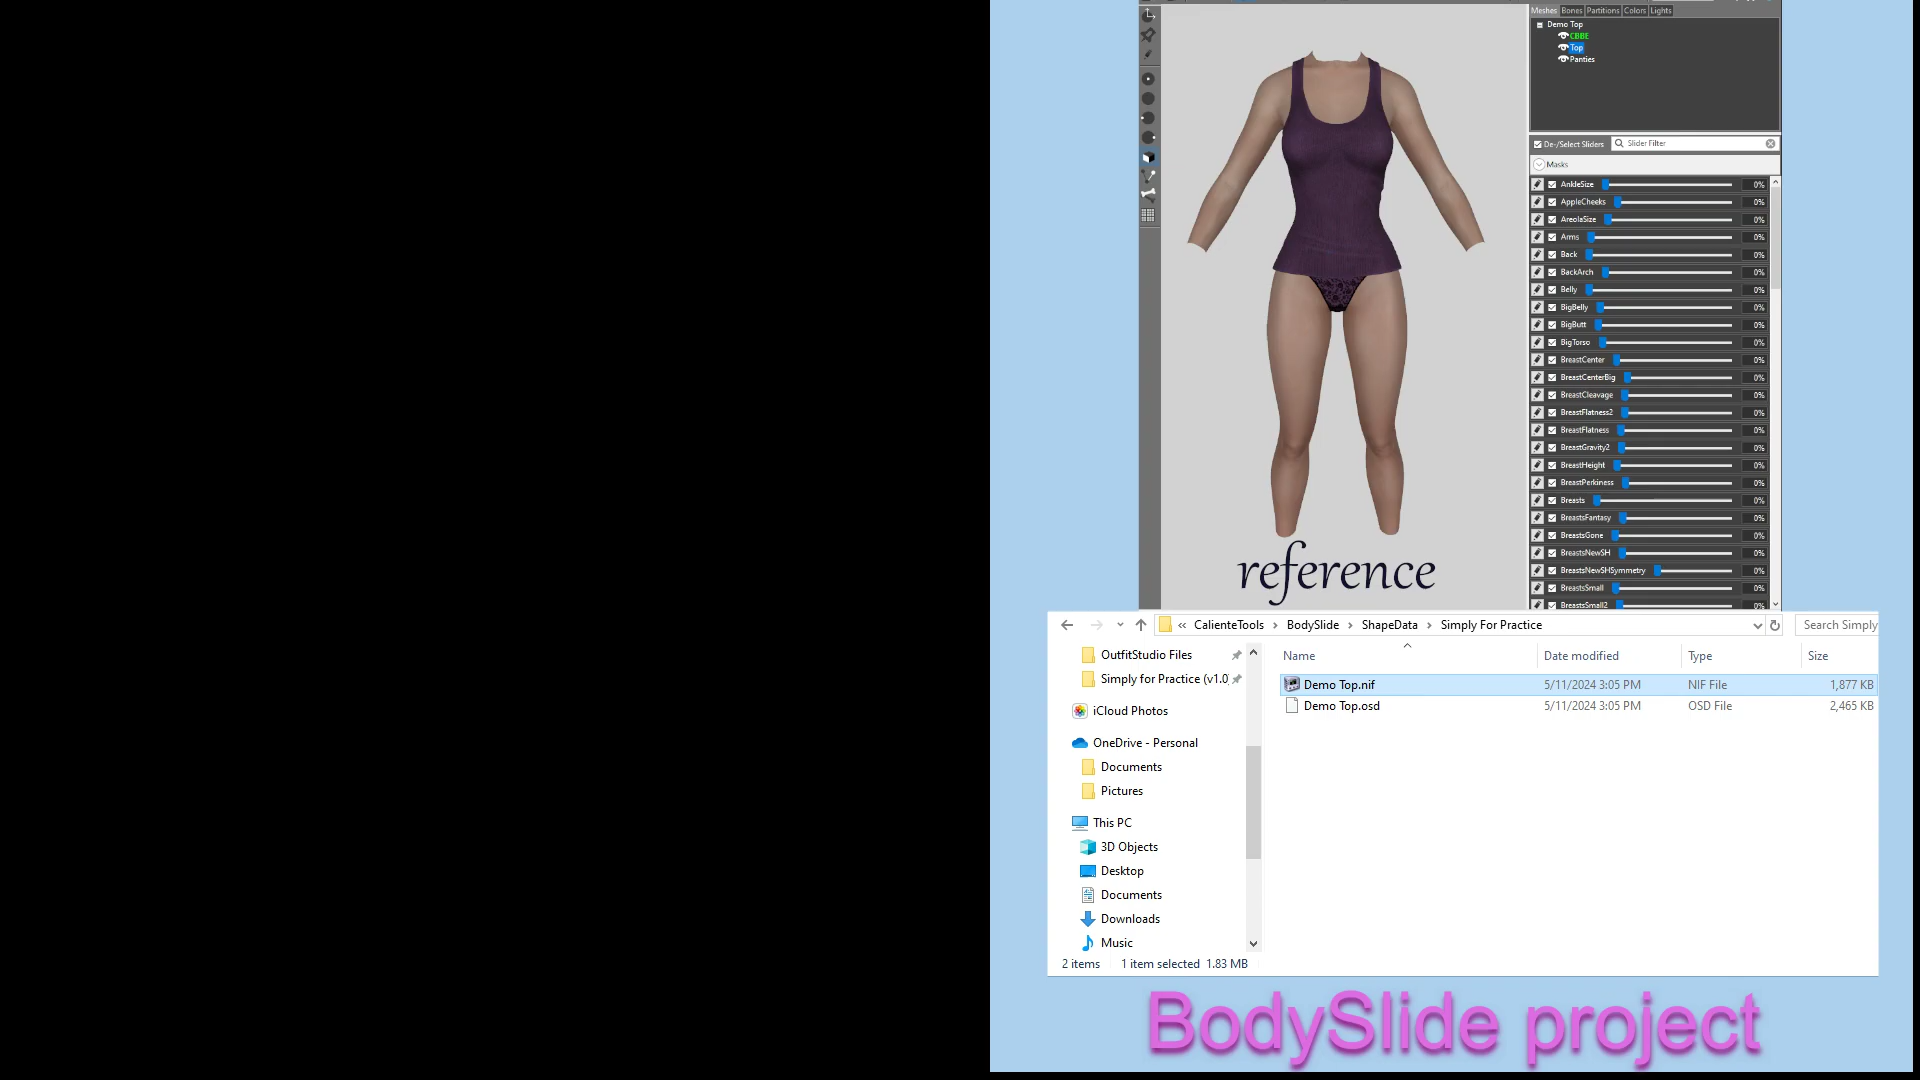 Meshes Bones Partitions Colors Lights
Demo Top
CBBE
Top
Panties
De-/Select Sliders Slider Filter
Masks
AnkleSize 0%
AppleCheeks 0%
AreolaSize 0%
Arms 0%
Back 0%
BackArch 0%
Belly 0%
BigBelly 0%
BigButt 0%
BigTorso 0%
BreastCenter 0%
BreastCenterBig 0%
BreastCleavage 0%
BreastFlatness2 0%
BreastFlatness 0%
BreastGravity2 0%
BreastHeight 0%
BreastPerkiness 0%
Breasts 0%
BreastsFantasy 0%
BreastsGone 0%
BreastsNewSH 0%
BreastsNewSHSymmetry 0%
BreastsSmall 0%
BreastsSmall2 0%
reference
« CalienteTools › BodySlide › ShapeData › Simply For Practice
Search Simply
OutfitStudio Files
Simply for Practice (v1.0)
iCloud Photos
OneDrive - Personal
Documents
Pictures
This PC
3D Objects
Desktop
Documents
Downloads
Music
Name Date modified Type Size
Demo Top.nif 5/11/2024 3:05 PM NIF File 1,877 KB
Demo Top.osd 5/11/2024 3:05 PM OSD File 2,465 KB
2 items 1 item selected 1.83 MB
BodySlide project